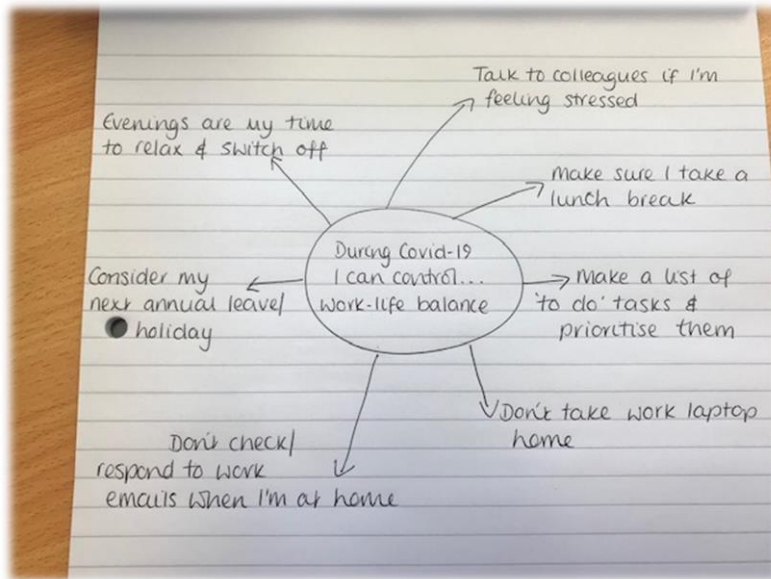 During Covid-19
I can control...
work-life balance
Talk to colleagues if I'm
feeling stressed
Make sure I take a
lunch break
Make a list of
'to do' tasks &
prioritise them
Don't take work laptop
home
Don't check/
respond to work
emails when I'm at home
Consider my
next annual leave/
holiday
Evenings are my time
to relax & switch off